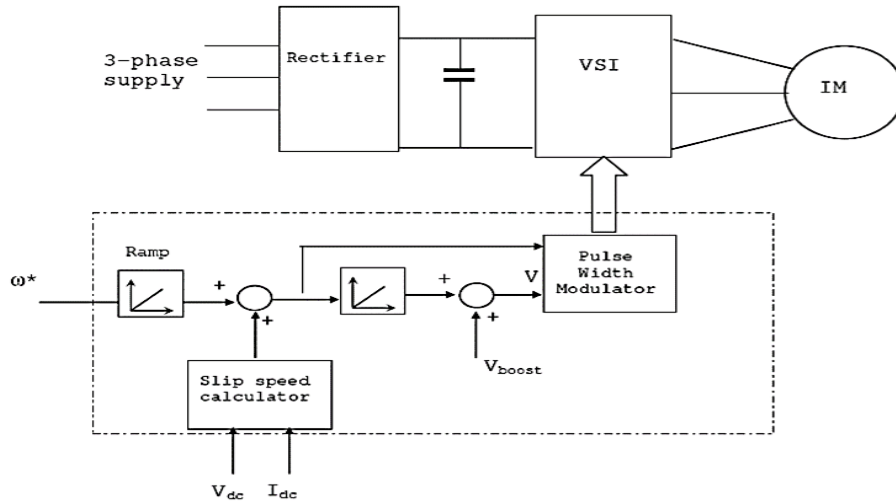 3-phase
supply
Rectifier
VSI
IM
Ramp
ω*
+
+
+
+
V
Pulse
Width
Modulator
V_boost
Slip speed
calculator
V_dc I_dc